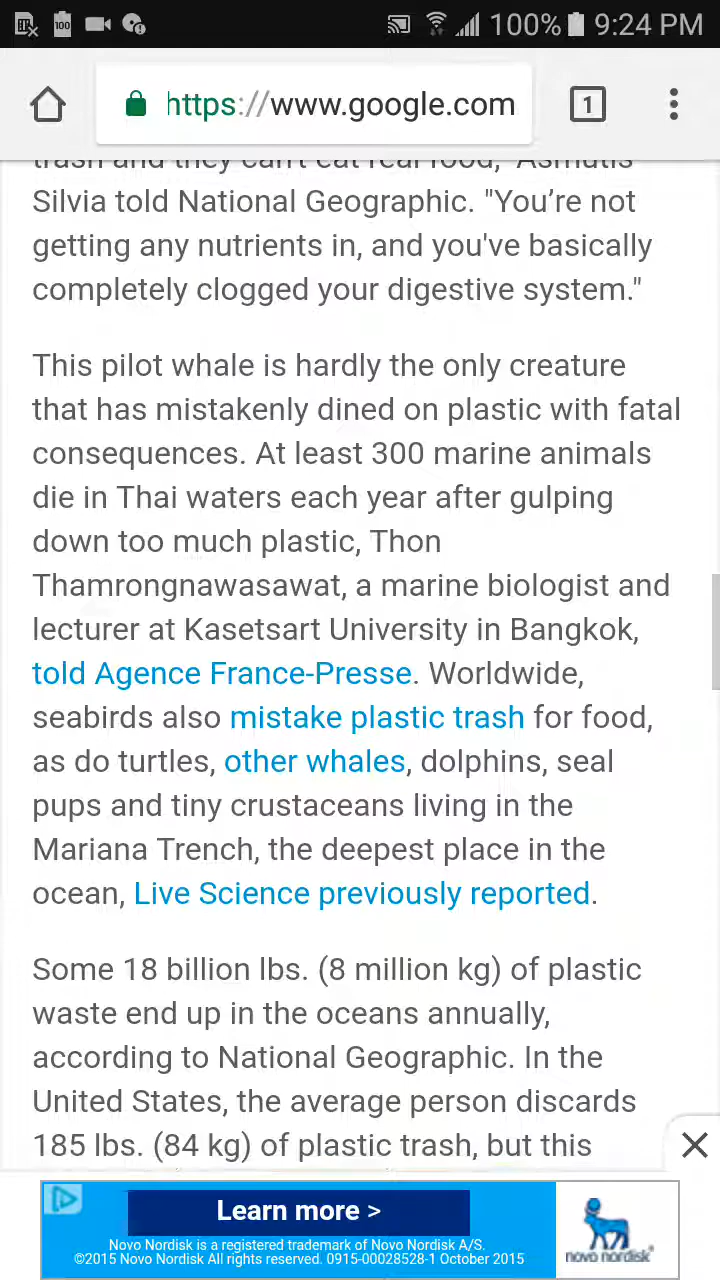 100 100% 9:24 PM
https://www.google.com 1
trash and they can't eat real food," Asmutis
Silvia told National Geographic. "You’re not
getting any nutrients in, and you've basically
completely clogged your digestive system."
This pilot whale is hardly the only creature
that has mistakenly dined on plastic with fatal
consequences. At least 300 marine animals
die in Thai waters each year after gulping
down too much plastic, Thon
Thamrongnawasawat, a marine biologist and
lecturer at Kasetsart University in Bangkok,
told Agence France-Presse. Worldwide,
seabirds also mistake plastic trash for food,
as do turtles, other whales, dolphins, seal
pups and tiny crustaceans living in the
Mariana Trench, the deepest place in the
ocean, Live Science previously reported.
Some 18 billion lbs. (8 million kg) of plastic
waste end up in the oceans annually,
according to National Geographic. In the
United States, the average person discards
185 lbs. (84 kg) of plastic trash, but this
Learn more >
Novo Nordisk is a registered trademark of Novo Nordisk A/S.
©2015 Novo Nordisk All rights reserved. 0915-00028528-1 October 2015
novo nordisk®